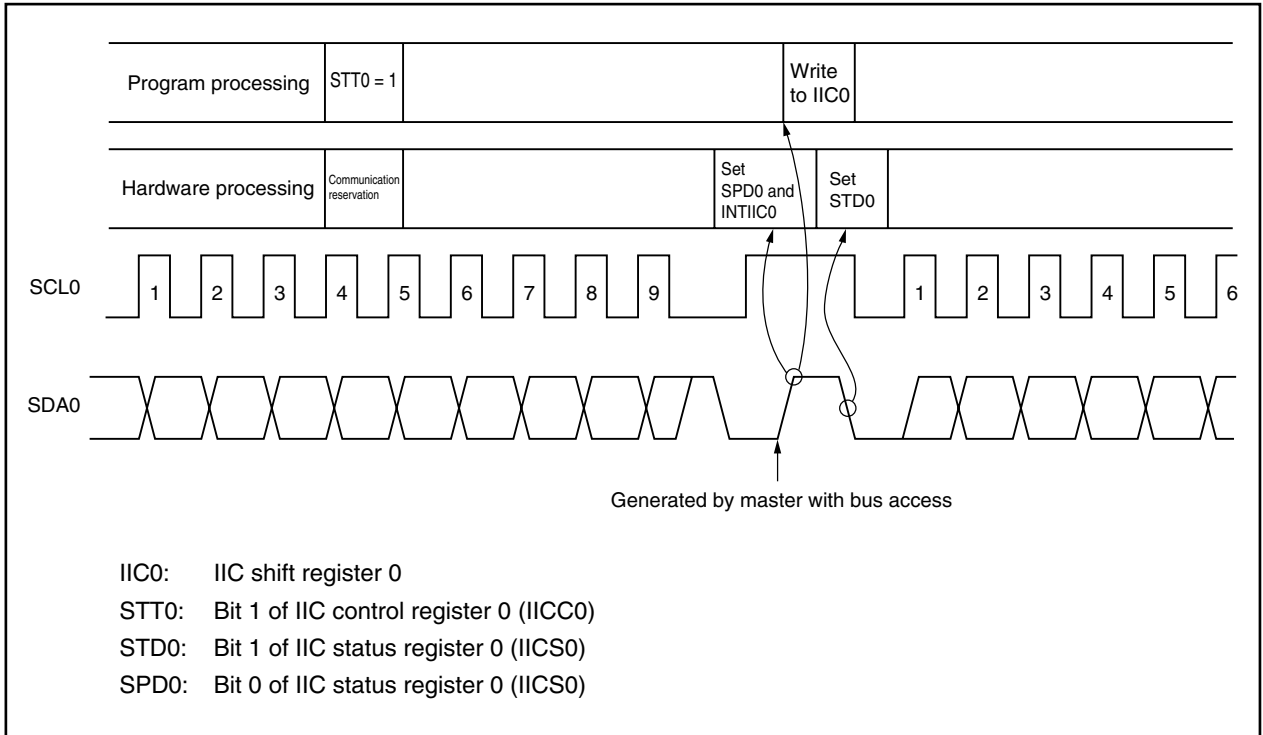 Program processing
STT0 = 1
Write
to IIC0
Hardware processing
Communication
reservation
Set
SPD0 and
INTIIC0
Set
STD0
SCL0
1 2 3 4 5 6 7 8 9 1 2 3 4 5 6
SDA0
Generated by master with bus access
IIC0: IIC shift register 0
STT0: Bit 1 of IIC control register 0 (IICC0)
STD0: Bit 1 of IIC status register 0 (IICS0)
SPD0: Bit 0 of IIC status register 0 (IICS0)